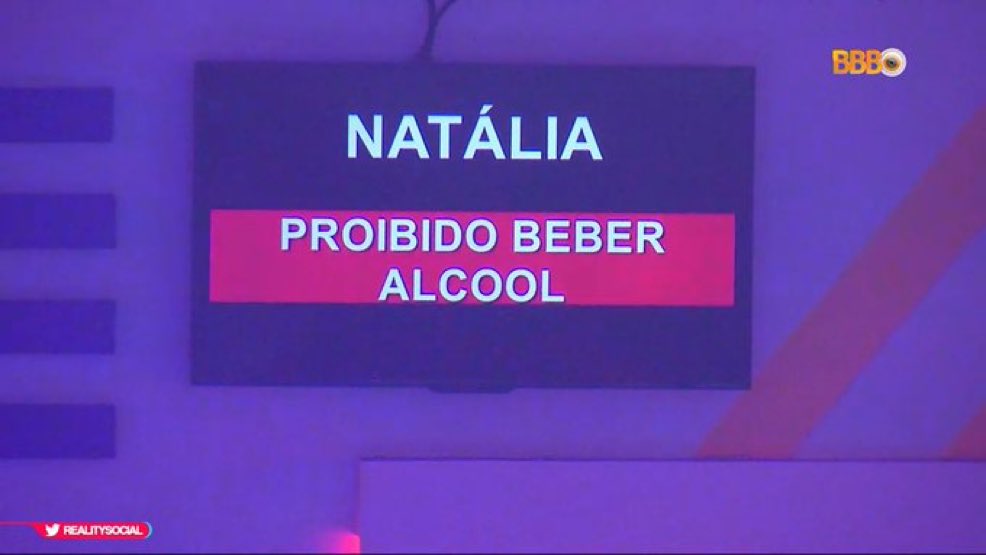 BBB
NATÁLIA
PROIBIDO BEBER
ALCOOL
REALITYSOCIAL